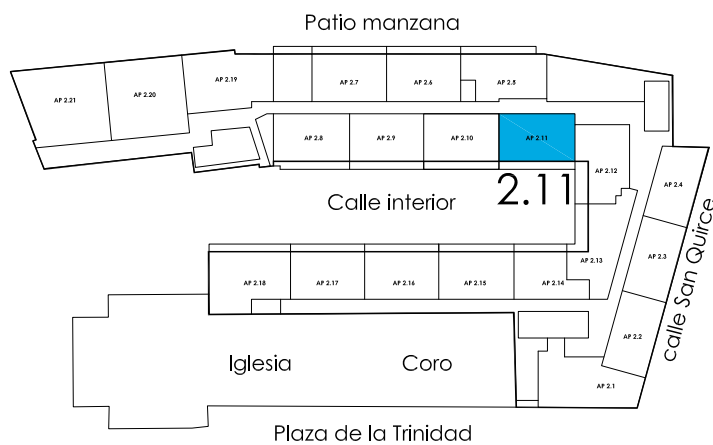 Patio manzana
AP 2.21
AP 2.20
AP 2.19
AP 2.7
AP 2.6
AP 2.5
AP 2.8
AP 2.9
AP 2.10
AP 2.11
AP 2.12
AP 2.4
2.11
Calle interior
calle San Quirce
AP 2.3
AP 2.13
AP 2.18
AP 2.17
AP 2.16
AP 2.15
AP 2.14
AP 2.2
Iglesia
Coro
AP 2.1
Plaza de la Trinidad